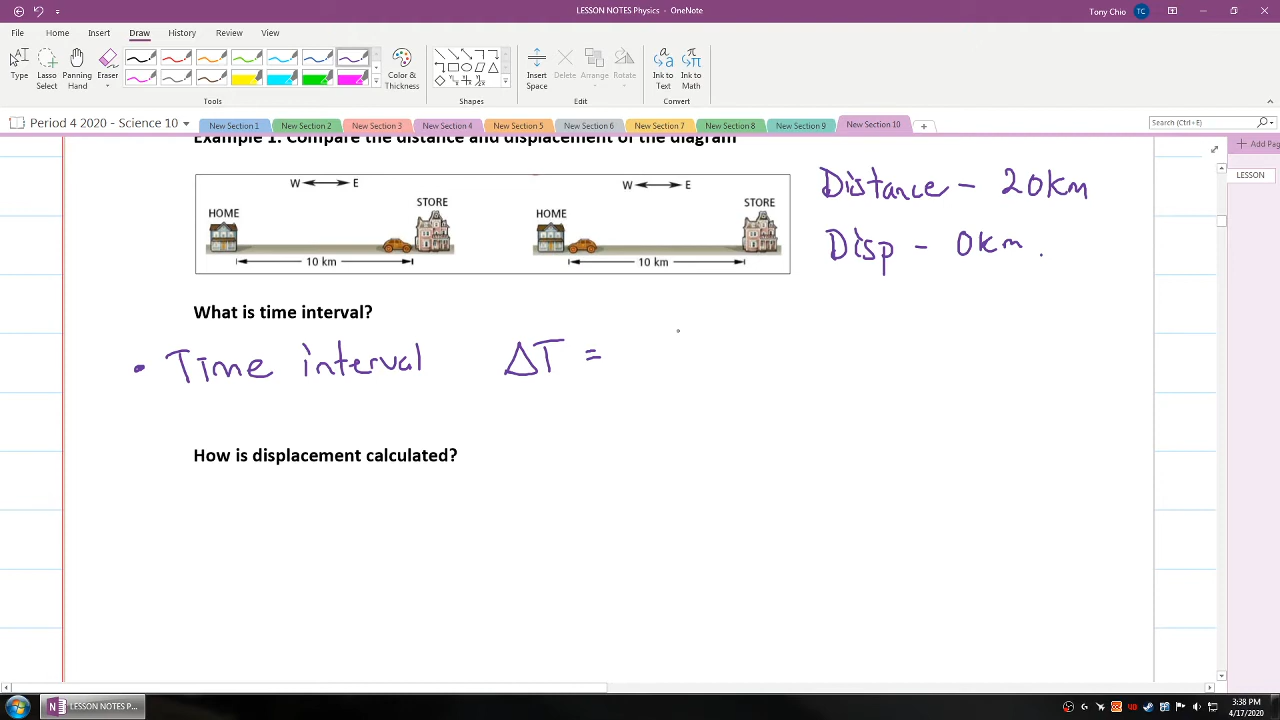 LESSON NOTES Physics - OneNote
Tony Chio TC
File Home Insert Draw History Review View
Type Lasso Select Panning Hand Eraser Color & Thickness Insert Space Delete Arrange Rotate Ink to Text Ink to Math
Tools Shapes Edit Convert
Period 4 2020 - Science 10 New Section 1 New Section 2 New Section 3 New Section 4 New Section 5 New Section 6 New Section 7 New Section 8 New Section 9 New Section 10 Search (Ctrl+E)
Add Pag
LESSON
Example 1: Compare the distance and displacement of the diagram
W E W E
STORE STORE
HOME HOME
10 km 10 km
Distance - 20km
Disp - 0km.
What is time interval?
• Time interval ΔT =
How is displacement calculated?
LESSON NOTES P...
3:38 PM
4/17/2020